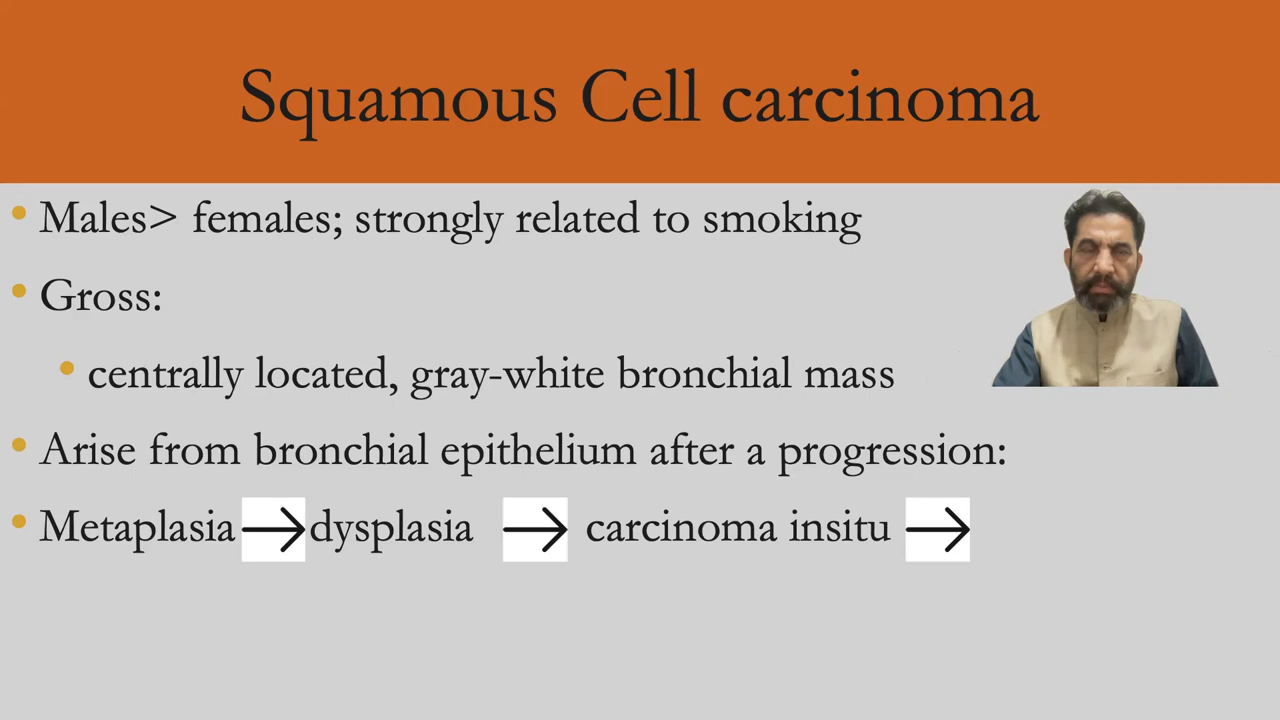 Squamous Cell carcinoma
• Males> females; strongly related to smoking
• Gross:
• centrally located, gray-white bronchial mass
• Arise from bronchial epithelium after a progression:
• Metaplasia → dysplasia → carcinoma insitu →